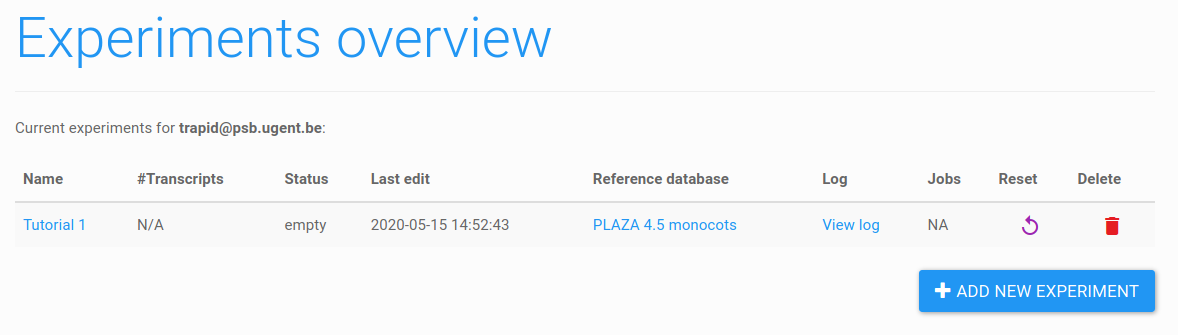 Experiments overview
Current experiments for trapid@psb.ugent.be:
Name #Transcripts Status Last edit Reference database Log Jobs Reset Delete
Tutorial 1 N/A empty 2020-05-15 14:52:43 PLAZA 4.5 monocots View log NA
ADD NEW EXPERIMENT